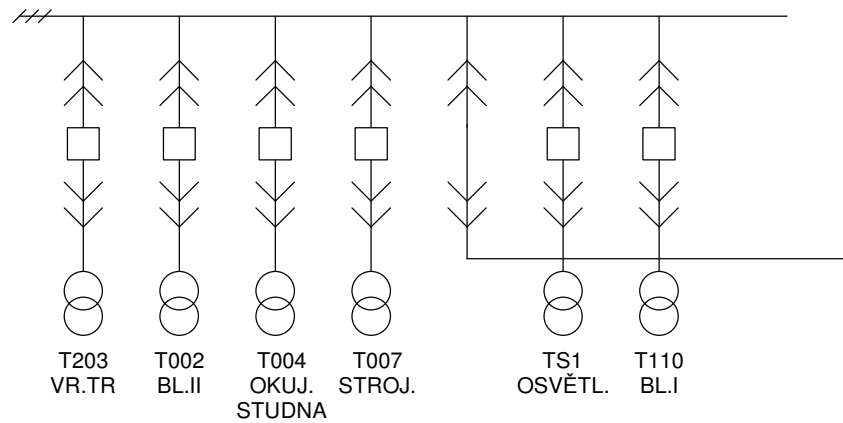 T203
VR.TR
T002
BL.II
T004
OKUJ.
STUDNA
T007
STROJ.
TS1
OSVĚTL.
T110
BL.I